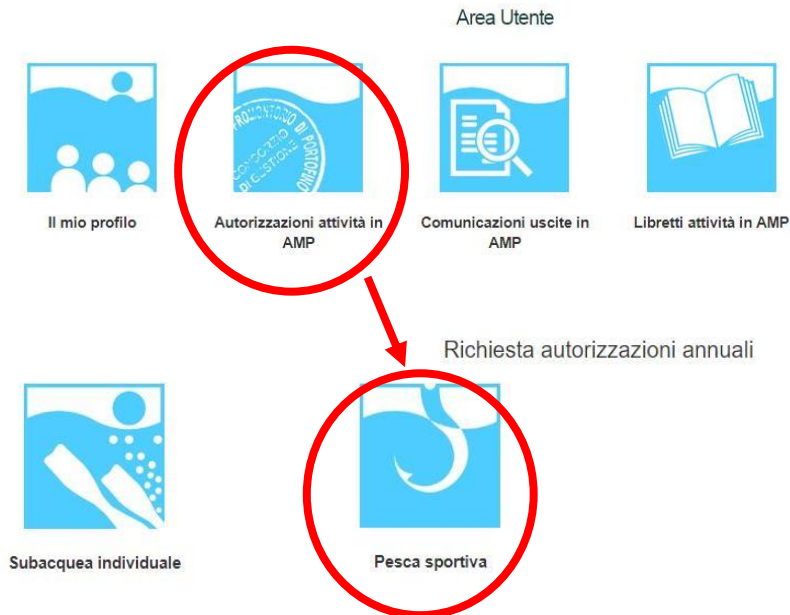 Area Utente
PROMONTORIO DI PORTOFINO
CONSORZIO
DI GESTIONE
Il mio profilo
Autorizzazioni attività in
AMP
Comunicazioni uscite in
AMP
Libretti attività in AMP
Richiesta autorizzazioni annuali
Subacquea individuale
Pesca sportiva